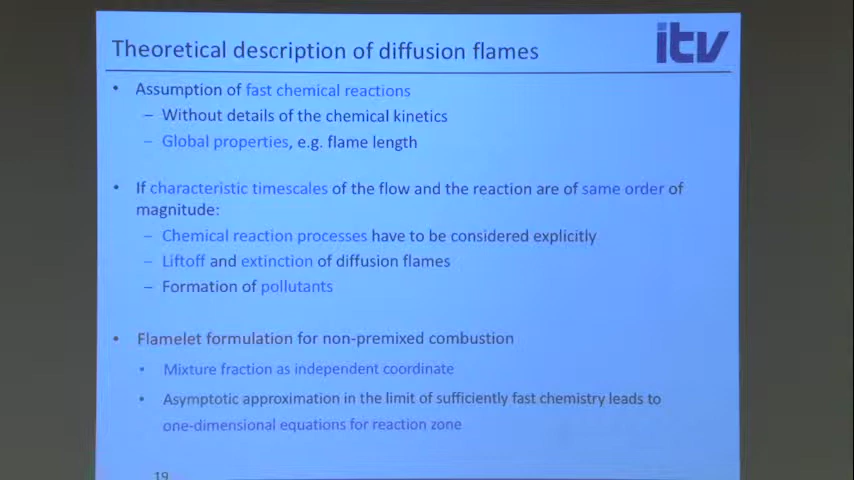 Theoretical description of diffusion flames
itv
• Assumption of fast chemical reactions
– Without details of the chemical kinetics
– Global properties, e.g. flame length
• If characteristic timescales of the flow and the reaction are of same order of
magnitude:
– Chemical reaction processes have to be considered explicitly
– Liftoff and extinction of diffusion flames
– Formation of pollutants
• Flamelet formulation for non-premixed combustion
• Mixture fraction as independent coordinate
• Asymptotic approximation in the limit of sufficiently fast chemistry leads to
one-dimensional equations for reaction zone
19